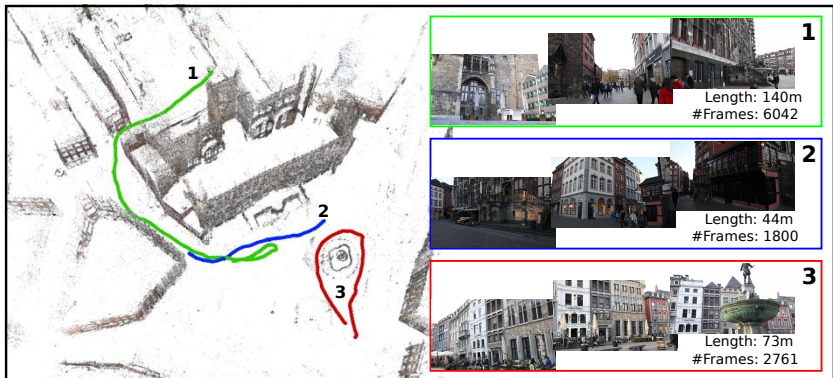 1
2
3
1
Length: 140m
#Frames: 6042
2
Length: 44m
#Frames: 1800
3
Length: 73m
#Frames: 2761